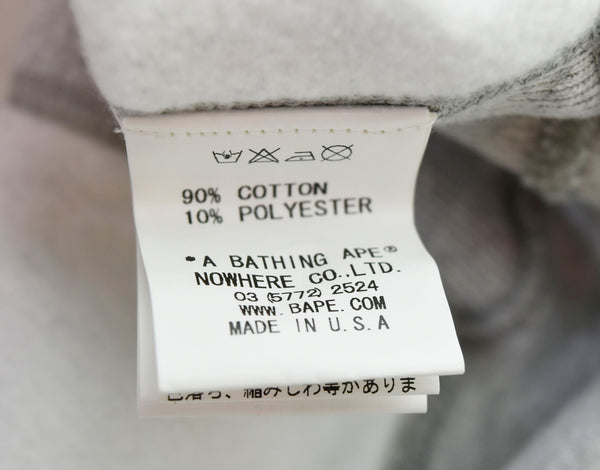 90% COTTON
10% POLYESTER
*A BATHING APE®
NOWHERE CO.,LTD.
03 (5772) 2524
WWW.BAPE.COM
MADE IN U.S.A
色落ち、縮みしわ等がありま